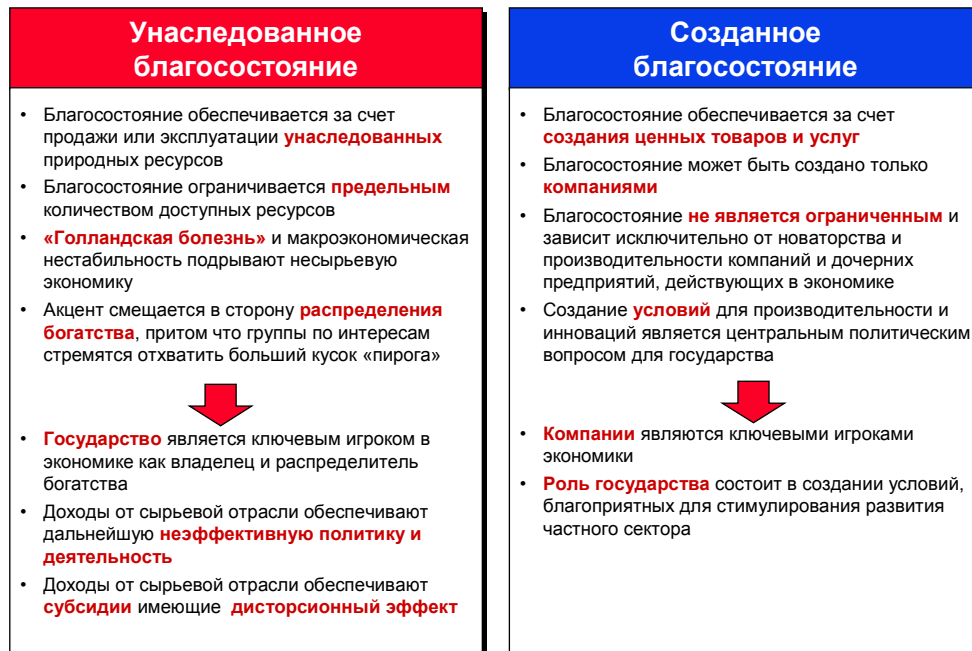 Унаследованное
благосостояние
• Благосостояние обеспечивается за счет
продажи или эксплуатации унаследованных
природных ресурсов
• Благосостояние ограничивается предельным
количеством доступных ресурсов
• «Голландская болезнь» и макроэкономическая
нестабильность подрывают несырьевую
экономику
• Акцент смещается в сторону распределения
богатства, притом что группы по интересам
стремятся отхватить больший кусок «пирога»
• Государство является ключевым игроком в
экономике как владелец и распределитель
богатства
• Доходы от сырьевой отрасли обеспечивают
дальнейшую неэффективную политику и
деятельность
• Доходы от сырьевой отрасли обеспечивают
субсидии имеющие дисторсионный эффект
Созданное
благосостояние
• Благосостояние обеспечивается за счет
создания ценных товаров и услуг
• Благосостояние может быть создано только
компаниями
• Благосостояние не является ограниченным и
зависит исключительно от новаторства и
производительности компаний и дочерних
предприятий, действующих в экономике
• Создание условий для производительности и
инноваций является центральным политическим
вопросом для государства
• Компании являются ключевыми игроками
экономики
• Роль государства состоит в создании условий,
благоприятных для стимулирования развития
частного сектора